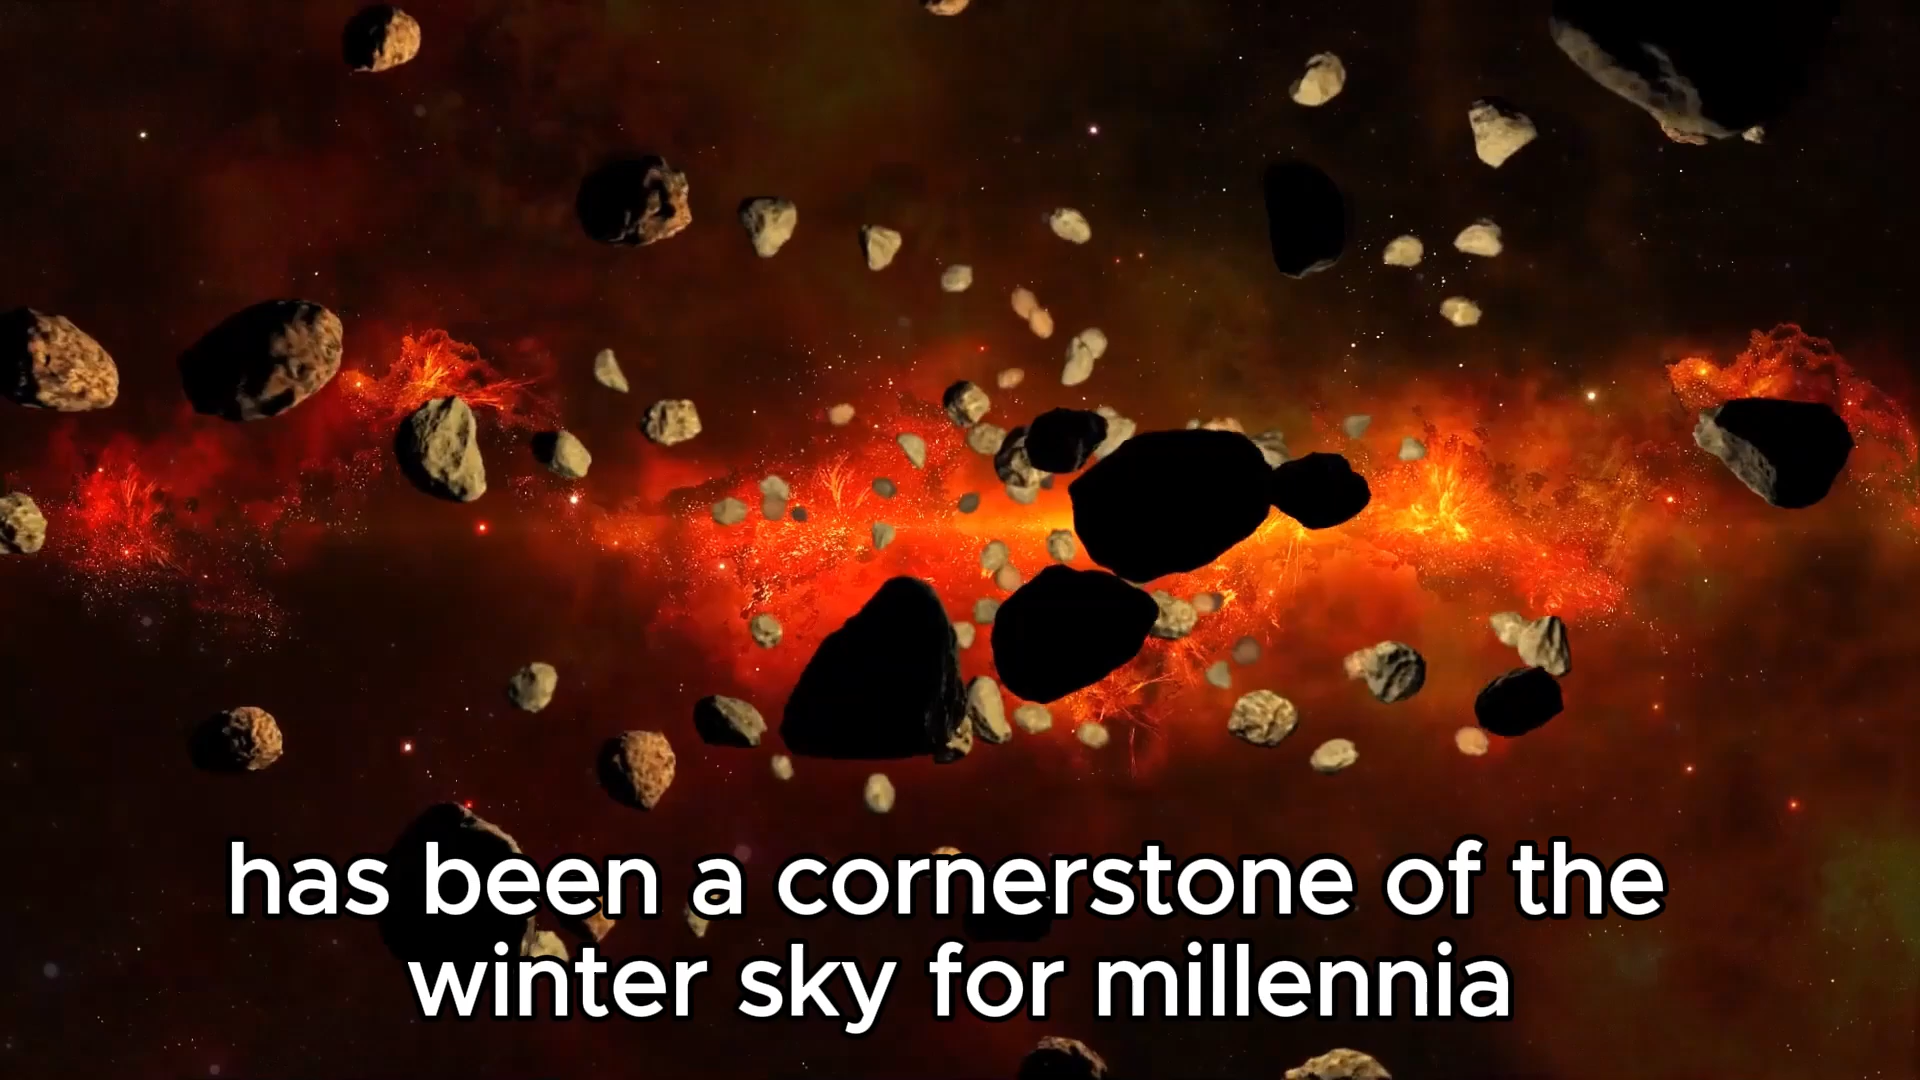 has been a cornerstone of the
winter sky for millennia